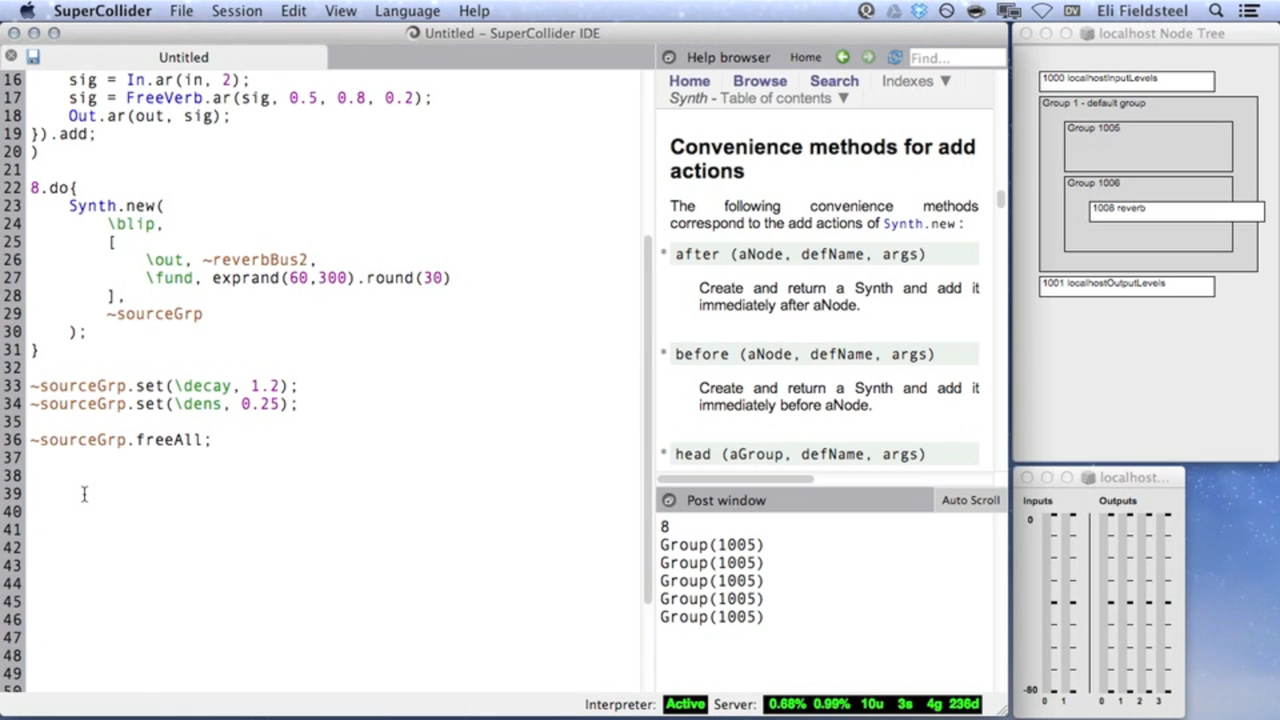 SuperCollider File Session Edit View Language Help Eli Fieldsteel
Untitled – SuperCollider IDE
Untitled
16 sig = In.ar(in, 2);
17 sig = FreeVerb.ar(sig, 0.5, 0.8, 0.2);
18 Out.ar(out, sig);
19 }).add;
20 )
21
22 8.do{
23 Synth.new(
24 \blip,
25 [
26 \out, ~reverbBus2,
27 \fund, exprand(60,300).round(30)
28 ],
29 ~sourceGrp
30 );
31 }
32
33 ~sourceGrp.set(\decay, 1.2);
34 ~sourceGrp.set(\dens, 0.25);
35
36 ~sourceGrp.freeAll;
37
38
39
40
41
42
43
44
45
46
47
48
49
Help browser Home Find...
Home Browse Search Indexes ▼
Synth - Table of contents ▼
Convenience methods for add
actions
The following convenience methods
correspond to the add actions of Synth.new :
after (aNode, defName, args)
Create and return a Synth and add it
immediately after aNode.
before (aNode, defName, args)
Create and return a Synth and add it
immediately before aNode.
head (aGroup, defName, args)
Post window Auto Scroll
8
Group(1005)
Group(1005)
Group(1005)
Group(1005)
Group(1005)
Interpreter: Active Server: 0.68% 0.99% 10u 3s 4g 236d
localhost Node Tree
1000 localhostInputLevels
Group 1 - default group
Group 1005
Group 1006
1008 reverb
1001 localhostOutputLevels
localhost...
Inputs Outputs
0
-80
0 1 0 1 2 3